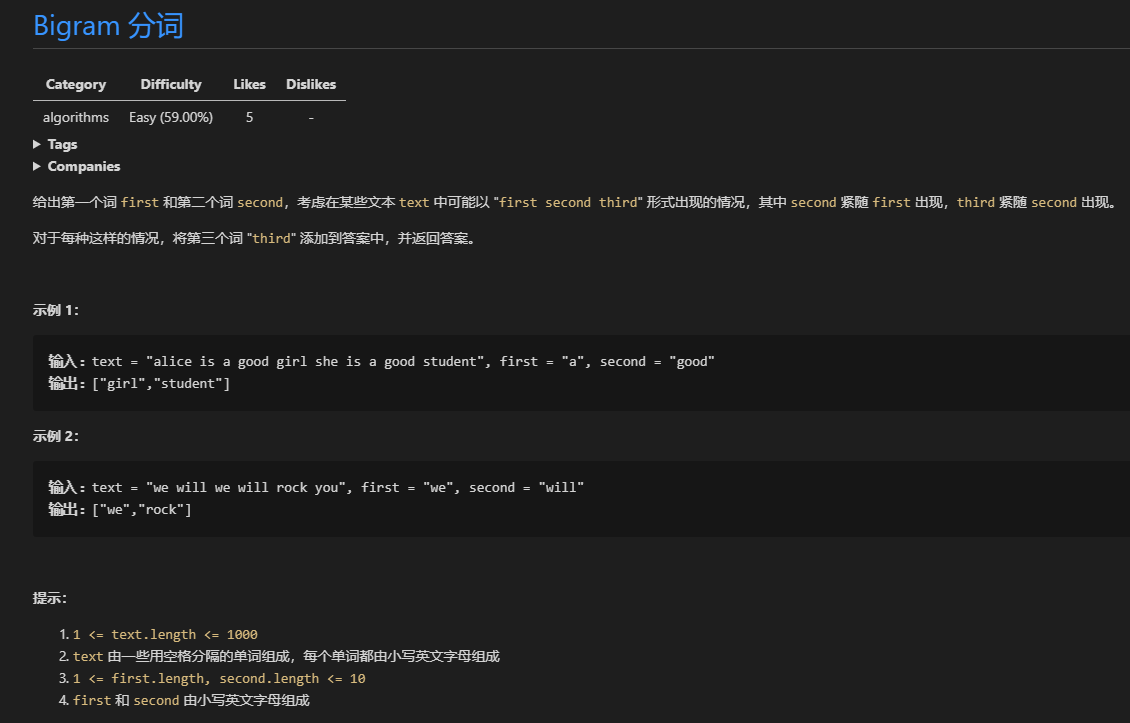 Bigram 分词
Category Difficulty Likes Dislikes
algorithms Easy (59.00%) 5 -
▶ Tags
▶ Companies
给出第一个词 first 和第二个词 second，考虑在某些文本 text 中可能以 "first second third" 形式出现的情况，其中 second 紧随 first 出现，third 紧随 second 出现。
对于每种这样的情况，将第三个词 "third" 添加到答案中，并返回答案。
示例 1：
输入：text = "alice is a good girl she is a good student", first = "a", second = "good"
输出：["girl","student"]
示例 2：
输入：text = "we will we will rock you", first = "we", second = "will"
输出：["we","rock"]
提示：
1. 1 <= text.length <= 1000
2. text 由一些用空格分隔的单词组成，每个单词都由小写英文字母组成
3. 1 <= first.length, second.length <= 10
4. first 和 second 由小写英文字母组成